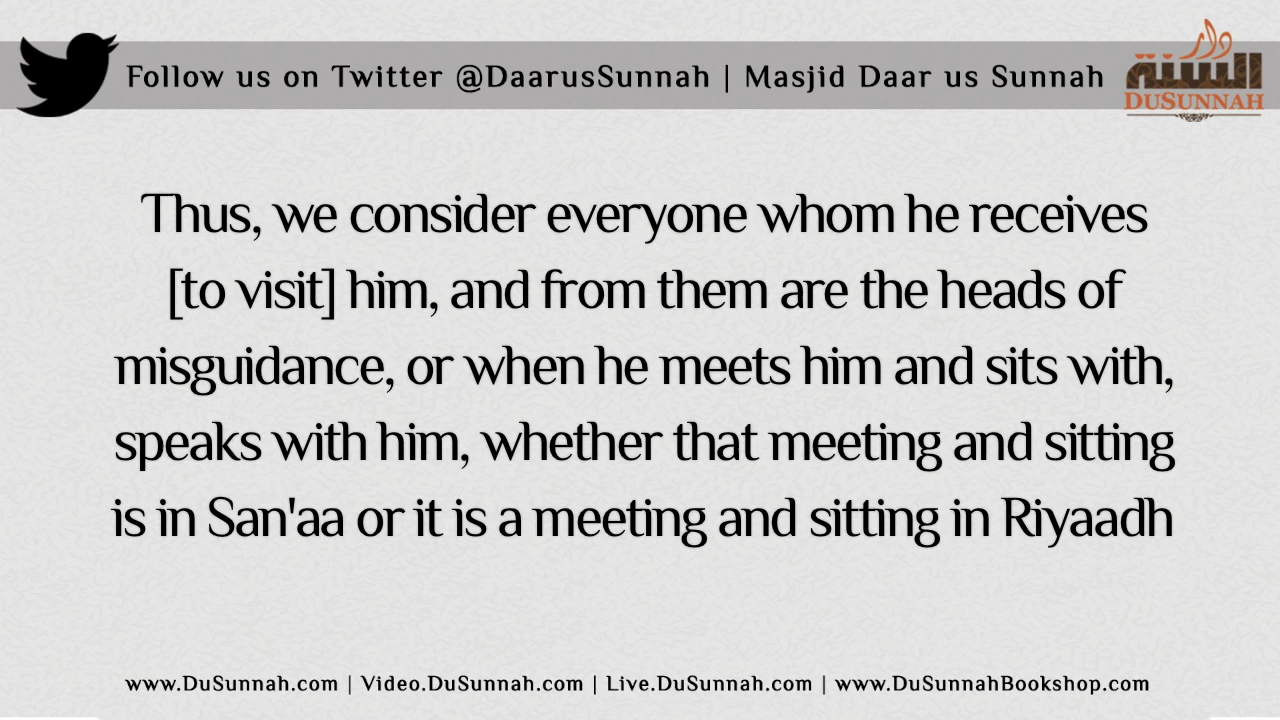 Follow us on Twitter @DaarusSunnah | Masjid Daar us Sunnah
دار
السنة
DUSUNNAH
Thus, we consider everyone whom he receives
[to visit] him, and from them are the heads of
misguidance, or when he meets him and sits with,
speaks with him, whether that meeting and sitting
is in San'aa or it is a meeting and sitting in Riyaadh
www.DuSunnah.com | Video.DuSunnah.com | Live.DuSunnah.com | www.DuSunnahBookshop.com